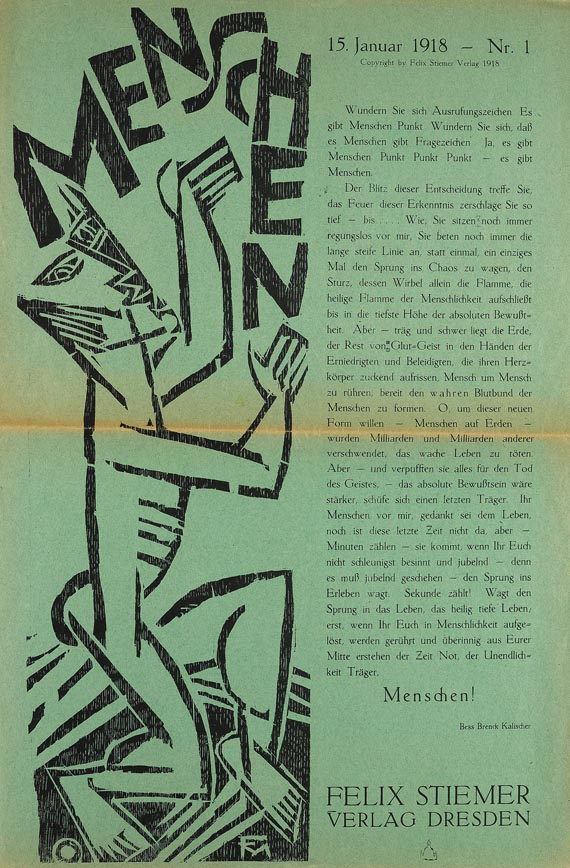 MENSCHEN
15. Januar 1918 – Nr. 1
Copyright by Felix Stiemer Verlag 1918
Wundern Sie sich Ausrufungszeichen Es
gibt Menschen Punkt Wundern Sie sich, daß
es Menschen gibt Fragezeichen Ja, es gibt
Menschen Punkt Punkt Punkt — es gibt
Menschen.
Der Blitz dieser Entscheidung treffe Sie,
das Feuer dieser Erkenntnis zerschlage Sie so
tief — bis..... Wie, Sie sitzen noch immer
regungslos vor mir, Sie beten noch immer die
lange steife Linie an, statt einmal, ein einziges
Mal den Sprung ins Chaos zu wagen, den
Sturz, dessen Wirbel allein die Flamme, die
heilige Flamme der Menschlichkeit aufschließt
bis in die tiefste Höhe der absoluten Bewußt=
heit. Aber — träg und schwer liegt die Erde,
der Rest von Glut=Geist in den Händen der
Erniedrigten und Beleidigten, die ihren Herz=
körper zuckend aufrissen, Mensch um Mensch
zu rühren, bereit den wahren Blutbund der
Menschen zu formen. O, um dieser neuen
Form willen — Menschen auf Erden —
wurden Milliarden und Milliarden anderer
verschwendet, das wache Leben zu töten.
Aber — und verpufften sie alles für den Tod
des Geistes, — das absolute Bewußtsein wäre
stärker, schüfe sich einen letzten Träger. Ihr
Menschen vor mir, gedankt sei dem Leben,
noch ist diese letzte Zeit nicht da, aber —
Minuten zählen — sie kommt, wenn Ihr Euch
nicht schleunigst besinnt und jubelnd — denn
es muß jubelnd geschehen — den Sprung ins
Erleben wagt. Sekunde zählt! Wagt den
Sprung in das Leben, das heilig tiefe Leben,
erst, wenn Ihr Euch in Menschlichkeit aufge=
löst, werden gerührt und überinnig aus Eurer
Mitte erstehen der Zeit Not, der Unendlich=
keit Träger.
Menschen!
Bess Brenck Kalischer
FELIX STIEMER
VERLAG DRESDEN